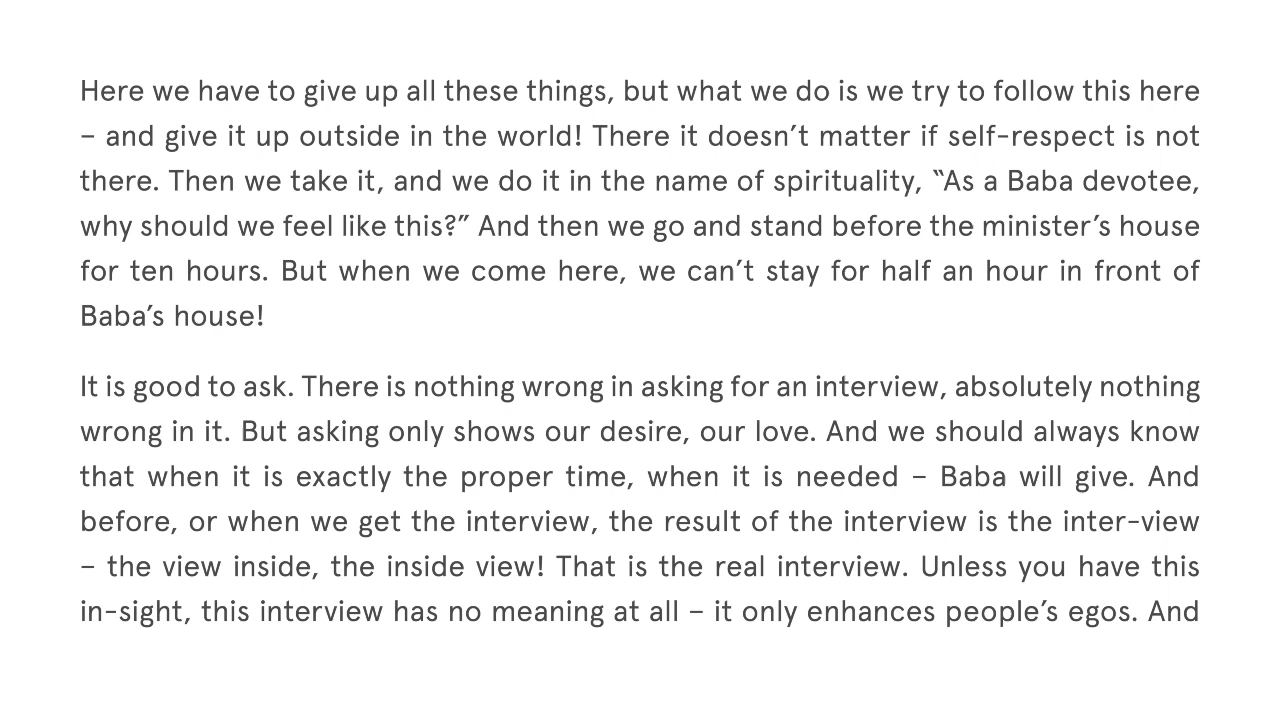 Here we have to give up all these things, but what we do is we try to follow this here
– and give it up outside in the world! There it doesn’t matter if self-respect is not
there. Then we take it, and we do it in the name of spirituality, “As a Baba devotee,
why should we feel like this?” And then we go and stand before the minister’s house
for ten hours. But when we come here, we can’t stay for half an hour in front of
Baba’s house!
It is good to ask. There is nothing wrong in asking for an interview, absolutely nothing
wrong in it. But asking only shows our desire, our love. And we should always know
that when it is exactly the proper time, when it is needed – Baba will give. And
before, or when we get the interview, the result of the interview is the inter-view
– the view inside, the inside view! That is the real interview. Unless you have this
in-sight, this interview has no meaning at all – it only enhances people’s egos. And